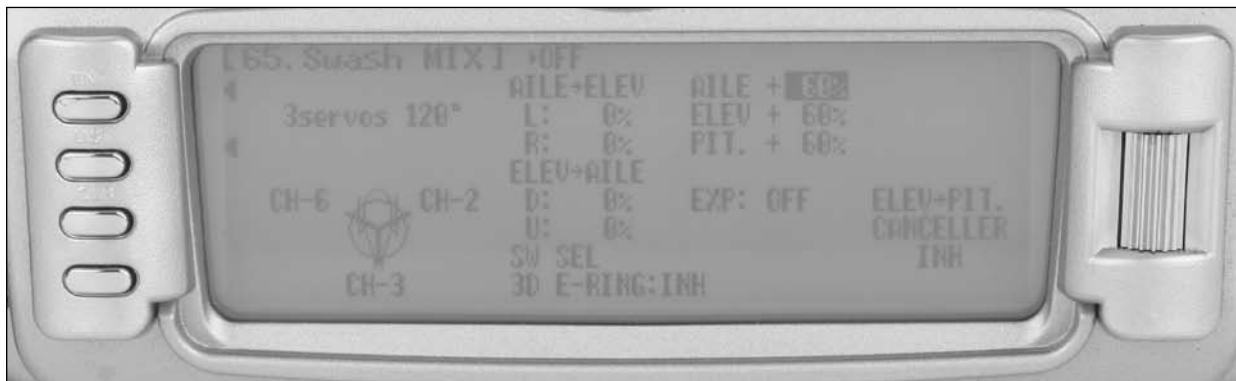 [65.Swash MIX] →OFF
AILE→ELEV AILE + 60%
3servos 120° L: 0% ELEV + 60%
R: 0% PIT. + 60%
ELEV→AILE
CH-6 CH-2 D: 0% EXP: OFF ELEV→PIT.
U: 0% CANCELLER
SW SEL INH
CH-3 3D E-RING:INH